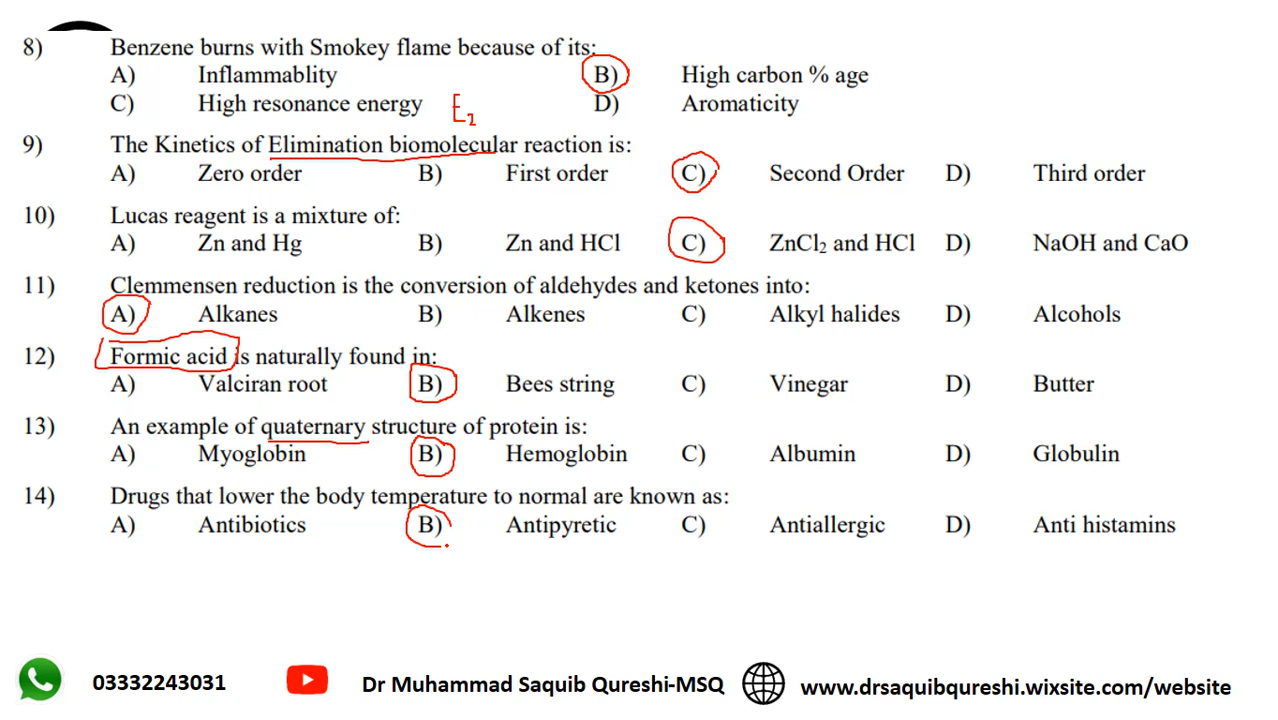 8) Benzene burns with Smokey flame because of its:
A) Inflammablity B) High carbon % age
C) High resonance energy E2 D) Aromaticity
9) The Kinetics of Elimination biomolecular reaction is:
A) Zero order B) First order C) Second Order D) Third order
10) Lucas reagent is a mixture of:
A) Zn and Hg B) Zn and HCl C) ZnCl₂ and HCl D) NaOH and CaO
11) Clemmensen reduction is the conversion of aldehydes and ketones into:
A) Alkanes B) Alkenes C) Alkyl halides D) Alcohols
12) Formic acid is naturally found in:
A) Valciran root B) Bees string C) Vinegar D) Butter
13) An example of quaternary structure of protein is:
A) Myoglobin B) Hemoglobin C) Albumin D) Globulin
14) Drugs that lower the body temperature to normal are known as:
A) Antibiotics B) Antipyretic C) Antiallergic D) Anti histamins
03332243031 Dr Muhammad Saquib Qureshi-MSQ www.drsaquibqureshi.wixsite.com/website